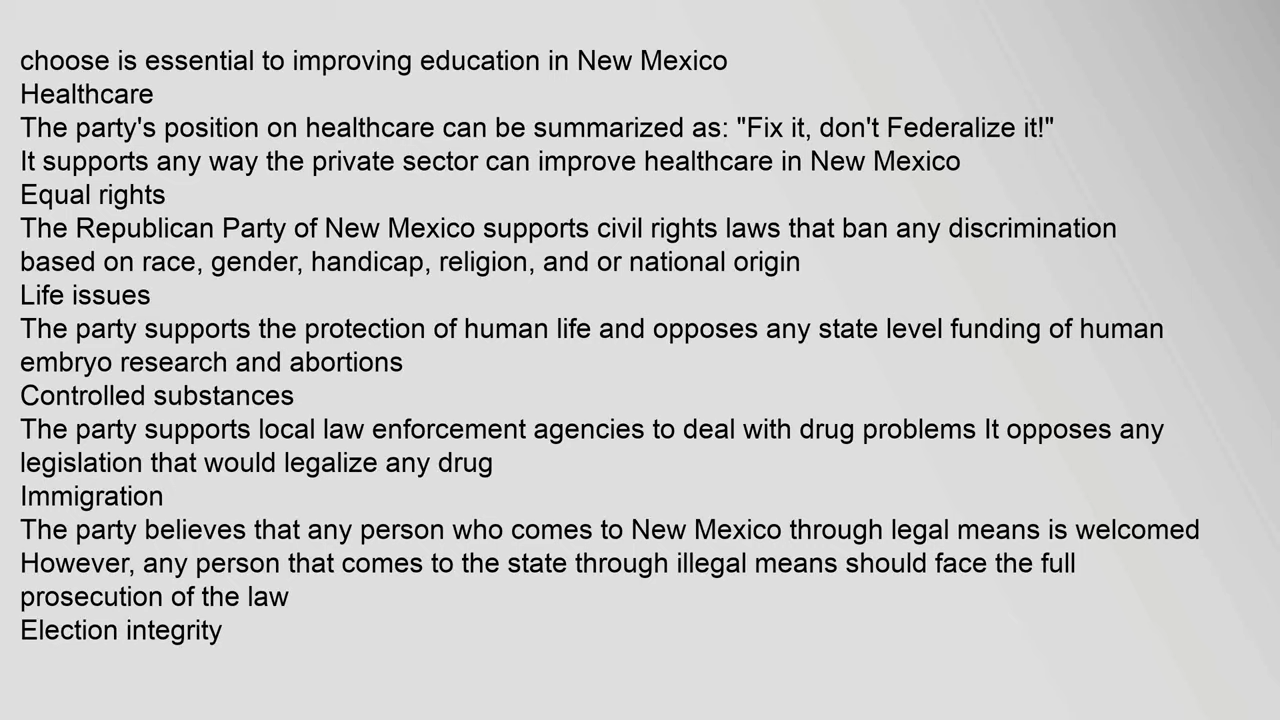 choose is essential to improving education in New Mexico
Healthcare
The party's position on healthcare can be summarized as: "Fix it, don't Federalize it!"
It supports any way the private sector can improve healthcare in New Mexico
Equal rights
The Republican Party of New Mexico supports civil rights laws that ban any discrimination
based on race, gender, handicap, religion, and or national origin
Life issues
The party supports the protection of human life and opposes any state level funding of human
embryo research and abortions
Controlled substances
The party supports local law enforcement agencies to deal with drug problems It opposes any
legislation that would legalize any drug
Immigration
The party believes that any person who comes to New Mexico through legal means is welcomed
However, any person that comes to the state through illegal means should face the full
prosecution of the law
Election integrity